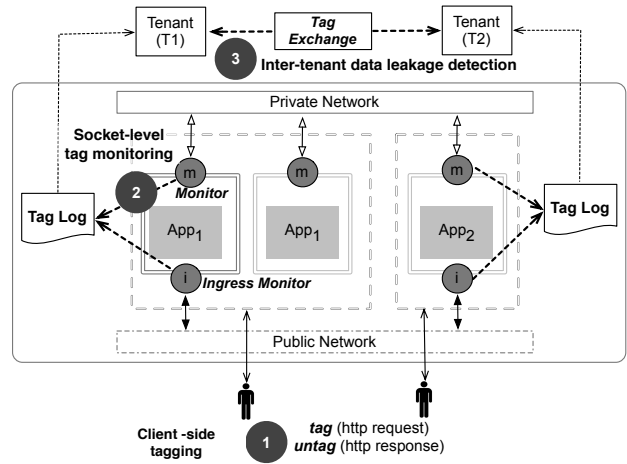 Tenant
(T1)
Tag
Exchange
Tenant
(T2)
3
Inter-tenant data leakage detection
Private Network
Socket-level
tag monitoring
m
m
m
2
Monitor
Tag Log
App1
App1
App2
Tag Log
i
Ingress Monitor
i
Public Network
Client -side
tagging
1
tag (http request)
untag (http response)